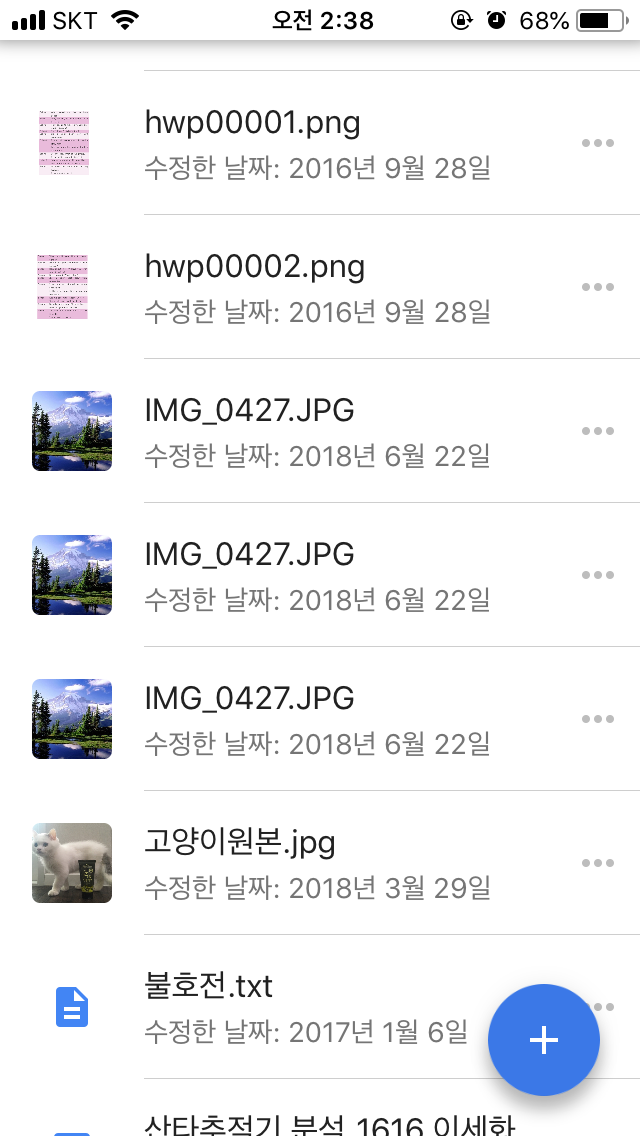 SKT 오전 2:38 68%
hwp00001.png
수정한 날짜: 2016년 9월 28일
hwp00002.png
수정한 날짜: 2016년 9월 28일
IMG_0427.JPG
수정한 날짜: 2018년 6월 22일
IMG_0427.JPG
수정한 날짜: 2018년 6월 22일
IMG_0427.JPG
수정한 날짜: 2018년 6월 22일
고양이원본.jpg
수정한 날짜: 2018년 3월 29일
불호전.txt
수정한 날짜: 2017년 1월 6일
산타추적기 분석 1616 이세화